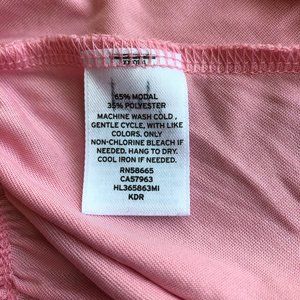 65% MODAL
35% POLYESTER
MACHINE WASH COLD ,
GENTLE CYCLE, WITH LIKE
COLORS. ONLY
NON-CHLORINE BLEACH IF
NEEDED. HANG TO DRY.
COOL IRON IF NEEDED.
RN58665
CA57963
HL365863MI
KDR